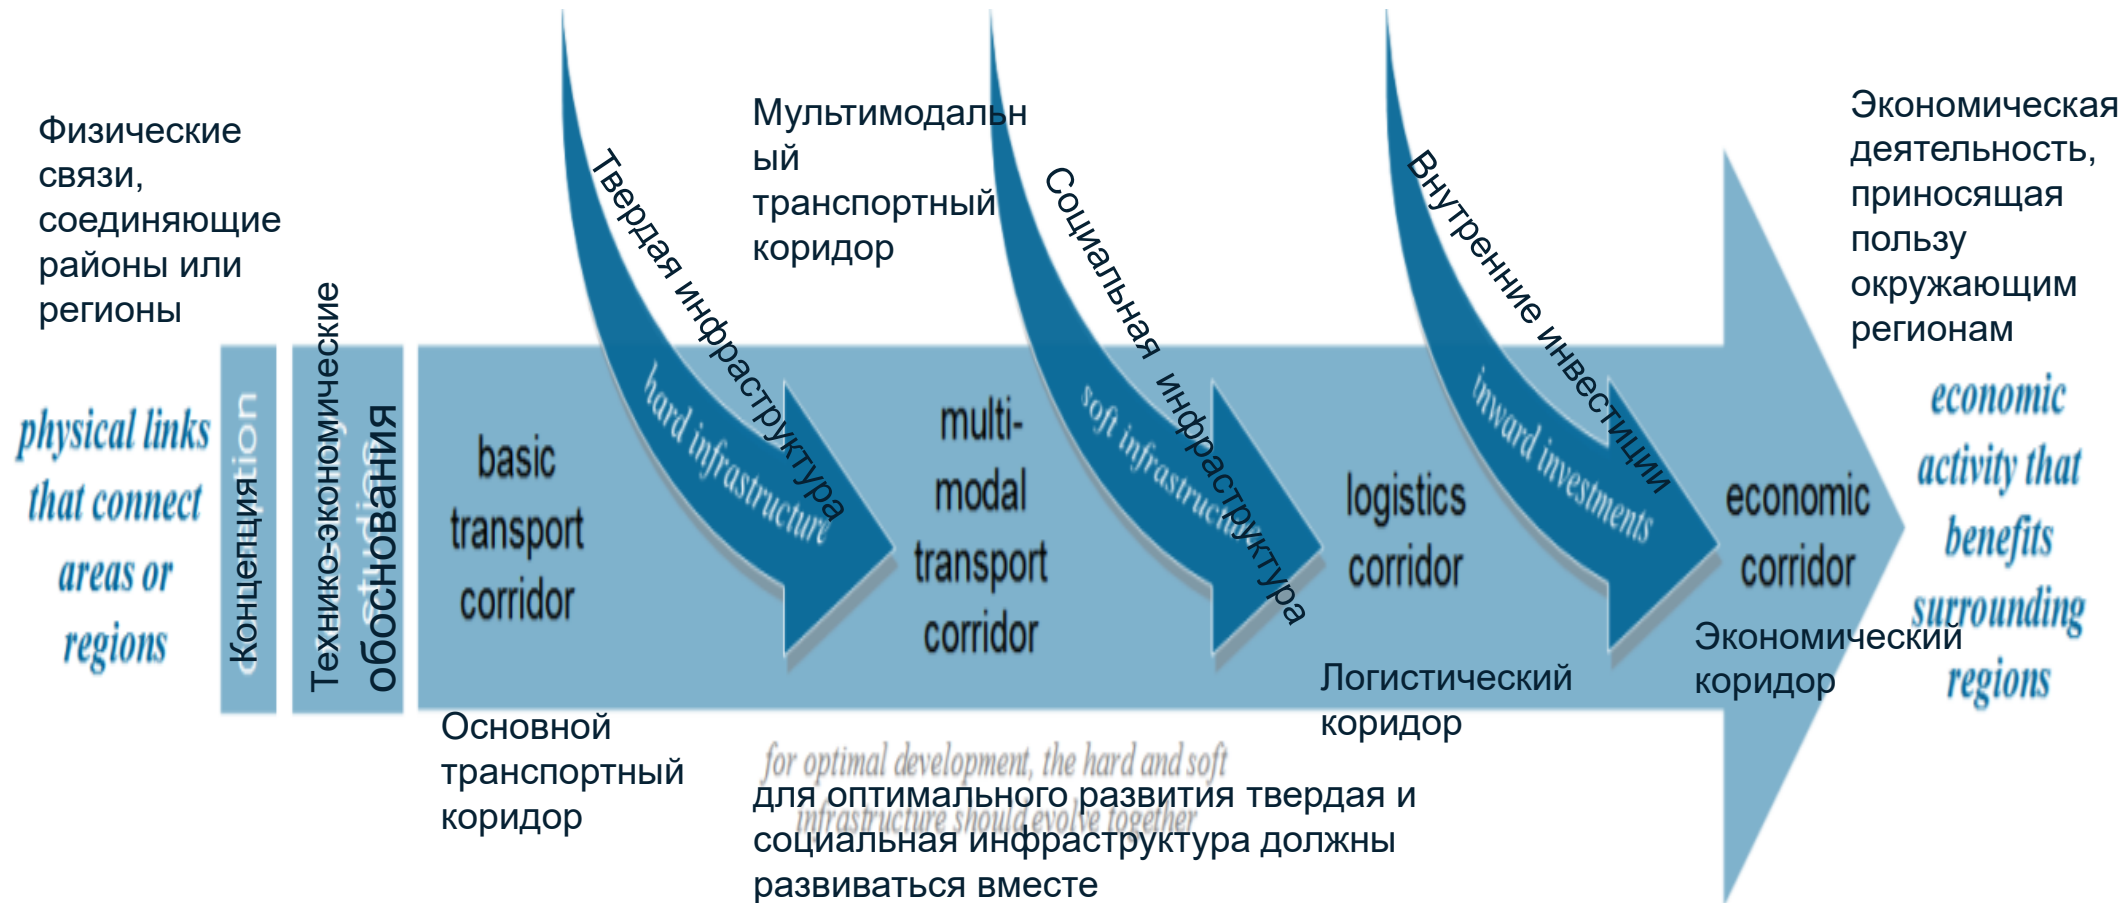 Физические
связи,
соединяющие
районы или
регионы
physical links
that connect
areas or
regions
Концепция
Технико-экономические
обоснования
studies
basic
transport
corridor
Основной
транспортный
коридор
Твердая инфраструктура
hard infrastructure
Мультимодальн
ый
транспортный
коридор
multi-
modal
transport
corridor
Социальная инфраструктура
soft infrastructure
logistics
corridor
Логистический
коридор
Внутренние инвестиции
inward investments
economic
corridor
Экономический
коридор
Экономическая
деятельность,
приносящая
пользу
окружающим
регионам
economic
activity that
benefits
surrounding
regions
for optimal development, the hard and soft
infrastructure should evolve together
для оптимального развития твердая и
социальная инфраструктура должны
развиваться вместе